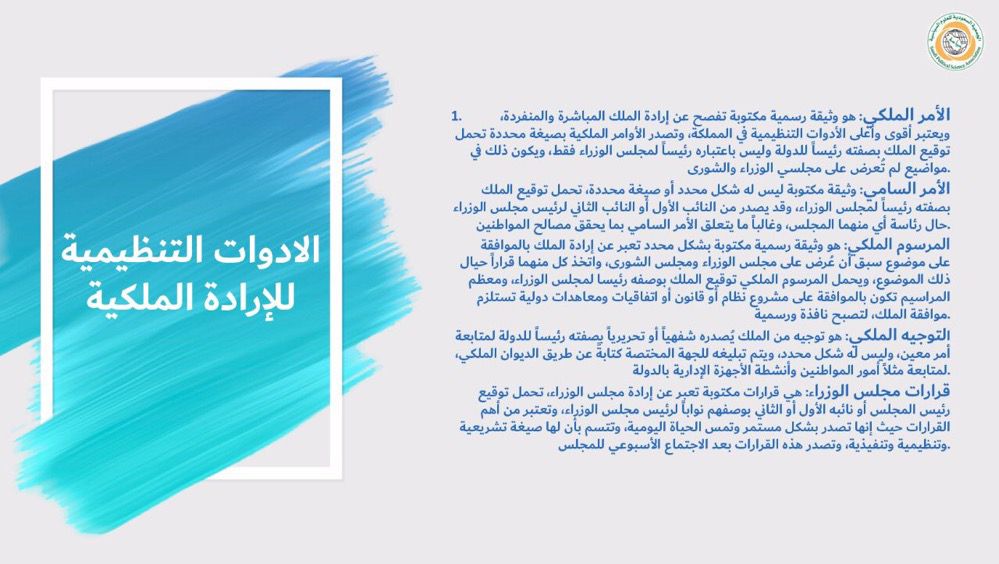 الجمعية السعودية للعلوم السياسية
Saudi Political Science Association
الادوات التنظيمية
للإرادة الملكية
1. الأمر الملكي: هو وثيقة رسمية مكتوبة تفصح عن إرادة الملك المباشرة والمنفردة،
ويعتبر أقوى وأعلى الأدوات التنظيمية في المملكة، وتصدر الأوامر الملكية بصيغة محددة تحمل
توقيع الملك بصفته رئيساً للدولة وليس باعتباره رئيساً لمجلس الوزراء فقط، ويكون ذلك في
.مواضيع لم تُعرض على مجلسي الوزراء والشورى
الأمر السامي: وثيقة مكتوبة ليس له شكل محدد أو صيغة محددة، تحمل توقيع الملك
بصفته رئيساً لمجلس الوزراء، وقد يصدر من النائب الأول أو النائب الثاني لرئيس مجلس الوزراء
.حال رئاسة أي منهما المجلس، وغالباً ما يتعلق الأمر السامي بما يحقق مصالح المواطنين
المرسوم الملكي: هو وثيقة رسمية مكتوبة بشكل محدد تعبر عن إرادة الملك بالموافقة
على موضوع سبق أن عُرض على مجلس الوزراء ومجلس الشورى، واتخذ كل منهما قراراً حيال
ذلك الموضوع، ويحمل المرسوم الملكي توقيع الملك بوصفه رئيسا لمجلس الوزراء، ومعظم
المراسيم تكون بالموافقة على مشروع نظام أو قانون أو اتفاقيات ومعاهدات دولية تستلزم
.موافقة الملك، لتصبح نافذة ورسمية
التوجيه الملكي: هو توجيه من الملك يُصدره شفهياً أو تحريرياً بصفته رئيساً للدولة لمتابعة
أمر معين، وليس له شكل محدد، ويتم تبليغه للجهة المختصة كتابةً عن طريق الديوان الملكي،
.لمتابعة مثلاً أمور المواطنين وأنشطة الأجهزة الإدارية بالدولة
قرارات مجلس الوزراء: هي قرارات مكتوبة تعبر عن إرادة مجلس الوزراء، تحمل توقيع
رئيس المجلس أو نائبه الأول أو الثاني بوصفهم نواباً لرئيس مجلس الوزراء، وتعتبر من أهم
القرارات حيث إنها تصدر بشكل مستمر وتمس الحياة اليومية، وتتسم بأن لها صيغة تشريعية
.وتنظيمية وتنفيذية، وتصدر هذه القرارات بعد الاجتماع الأسبوعي للمجلس